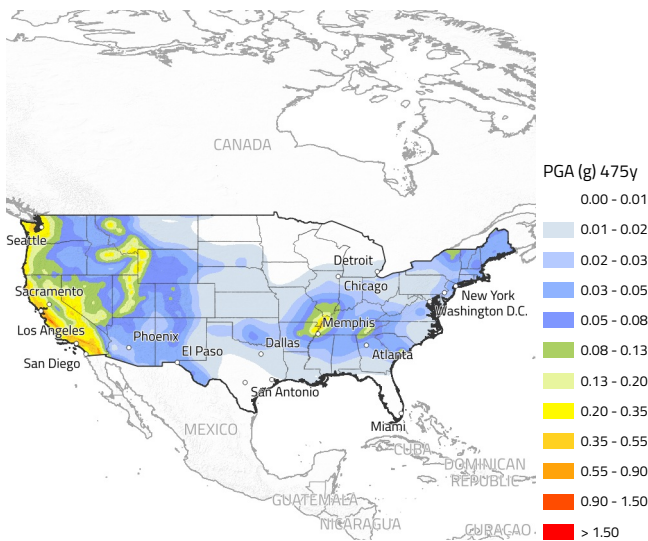 CANADA
PGA (g) 475y
0.00 - 0.01
0.01 - 0.02
0.02 - 0.03
0.03 - 0.05
0.05 - 0.08
0.08 - 0.13
0.13 - 0.20
0.20 - 0.35
0.35 - 0.55
0.55 - 0.90
0.90 - 1.50
> 1.50
Seattle
Detroit
Chicago
Sacramento
New York
Washington D.C.
Los Angeles
Memphis
Phoenix
Dallas
El Paso
Atlanta
San Diego
San Antonio
Miami
MEXICO
CUBA
DOMINICAN
REPUBLIC
GUATEMALA
NICARAGUA
CURAÇAO